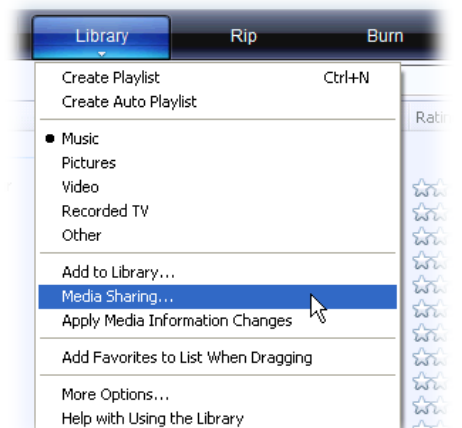 Library Rip Burn
Create Playlist Ctrl+N
Create Auto Playlist
Music
Pictures
Video
Recorded TV
Other
Add to Library...
Media Sharing...
Apply Media Information Changes
Add Favorites to List When Dragging
More Options...
Help with Using the Library